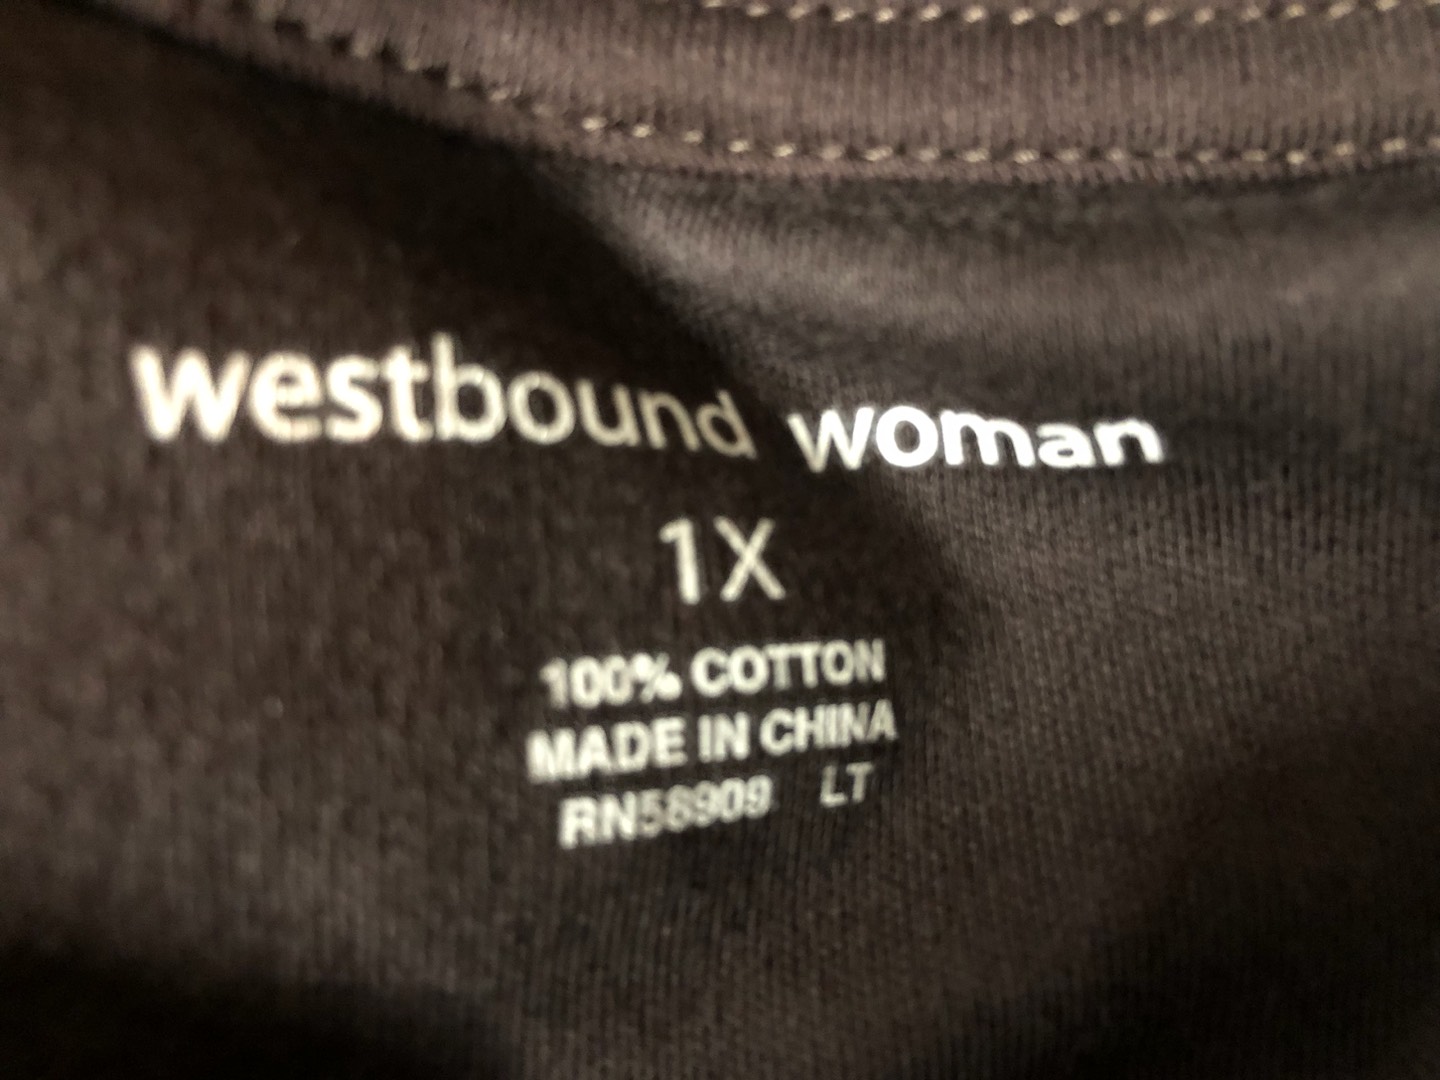 westbound woman
1X
100% COTTON
MADE IN CHINA
RN58909 LT